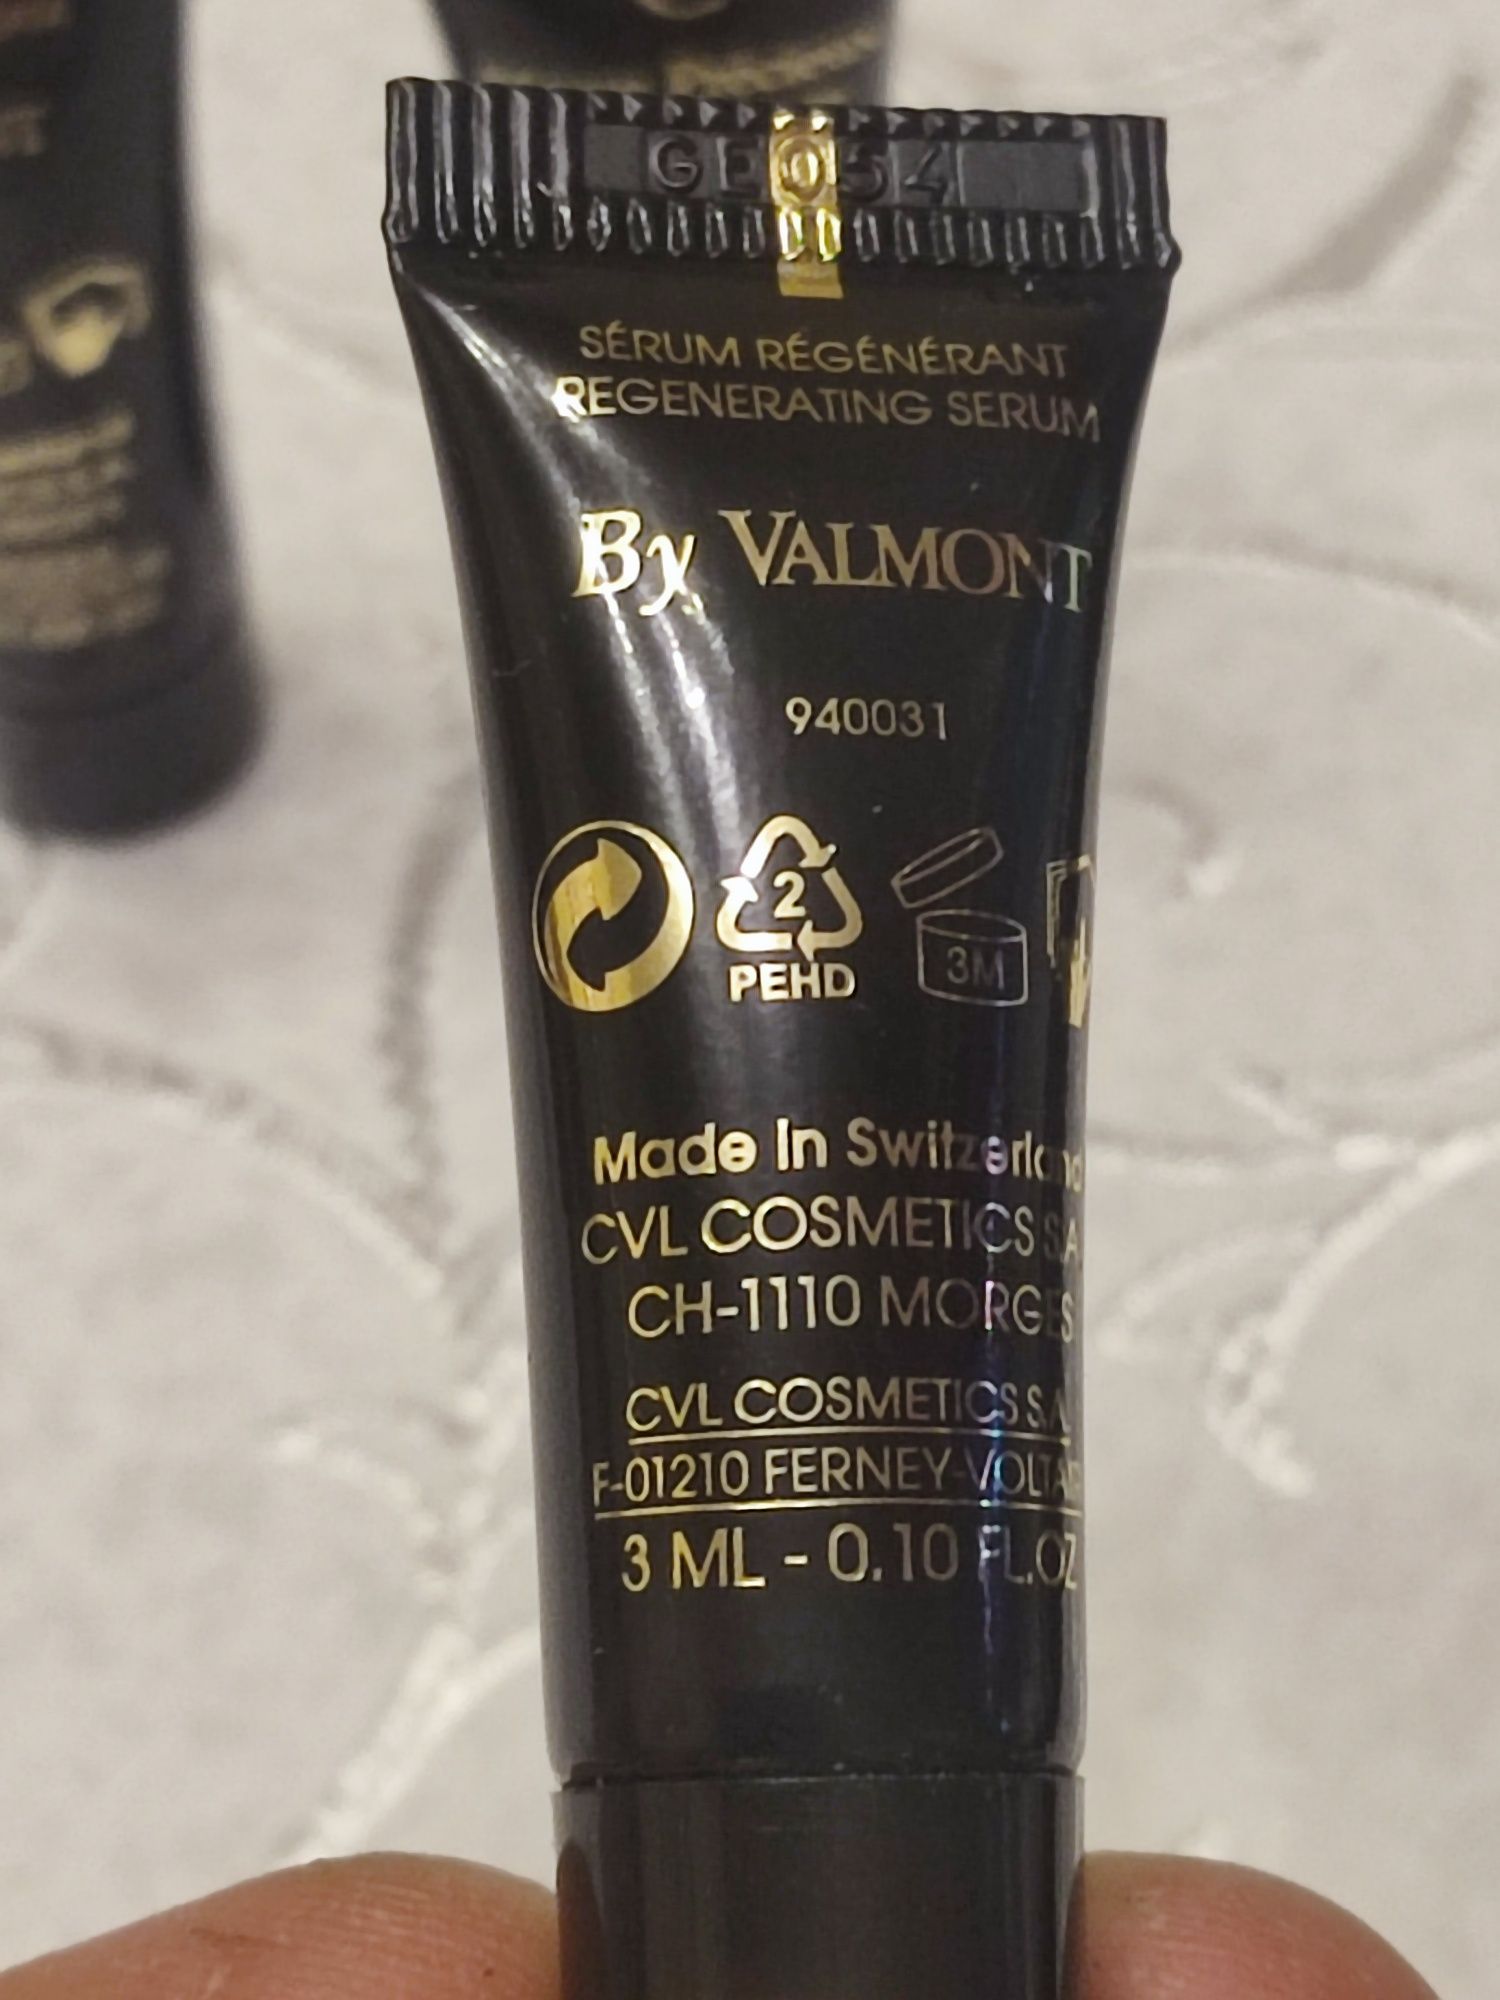 GE054
SÉRUM RÉGÉNÉRANT
REGENERATING SERUM
By VALMONT
940031
2
PEHD
3M
Made In Switzerland
CVL COSMETICS S.A
CH-1110 MORGES
CVL COSMETICS S.A
F-01210 FERNEY-VOLTAIRE
3 ML - 0.10 FL.OZ